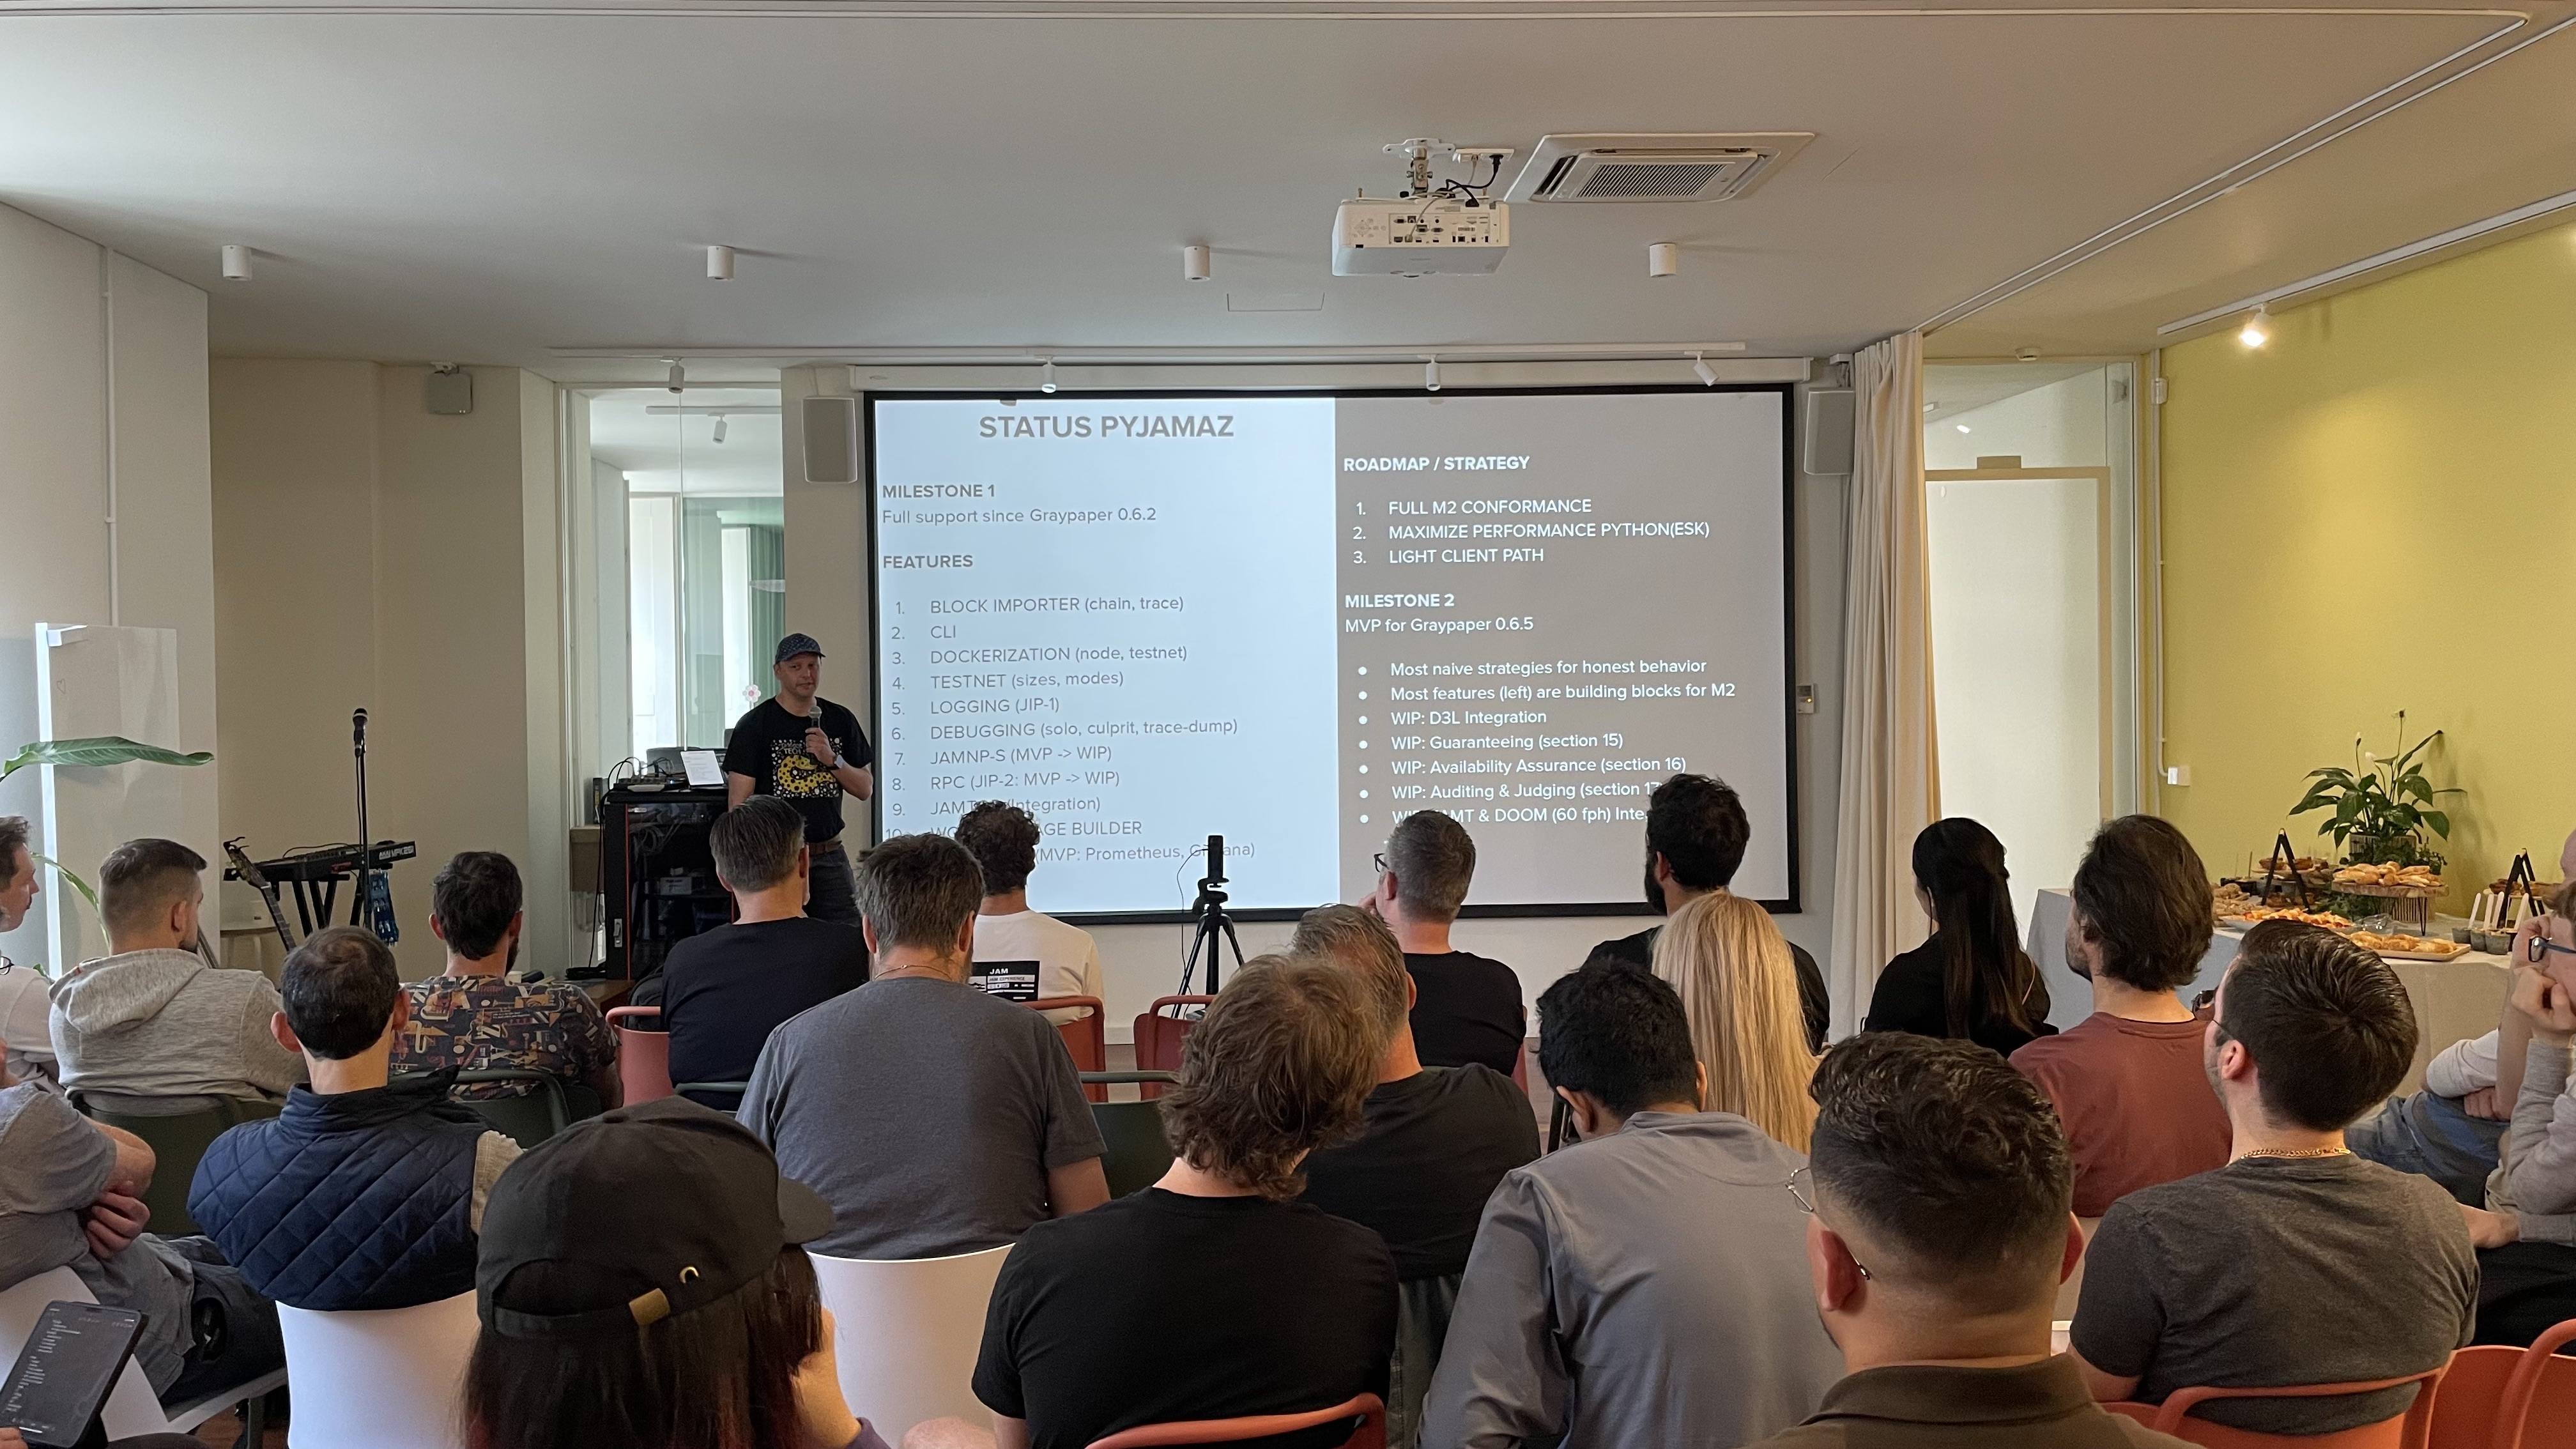 STATUS PYJAMAZ
MILESTONE 1
Full support since Graypaper 0.6.2
FEATURES
1. BLOCK IMPORTER (chain, trace)
2. CLI
3. DOCKERIZATION (node, testnet)
4. TESTNET (sizes, modes)
5. LOGGING (JIP-1)
6. DEBUGGING (solo, culprit, trace-dump)
7. JAMNP-S (MVP -> WIP)
8. RPC (JIP-2: MVP -> WIP)
9. (Integration)
10. BUILDER
(MVP: Prometheus,
ROADMAP / STRATEGY
1. FULL M2 CONFORMANCE
2. MAXIMIZE PERFORMANCE PYTHON(ESK)
3. LIGHT CLIENT PATH
MILESTONE 2
MVP for Graypaper 0.6.5
● Most naive strategies for honest behavior
● Most features (left) are building blocks for M2
● WIP: D3L Integration
● WIP: Guaranteeing (section 15)
● WIP: Availability Assurance (section 16)
● WIP: Auditing & Judging (section
● & DOOM (60 fph)
JAM